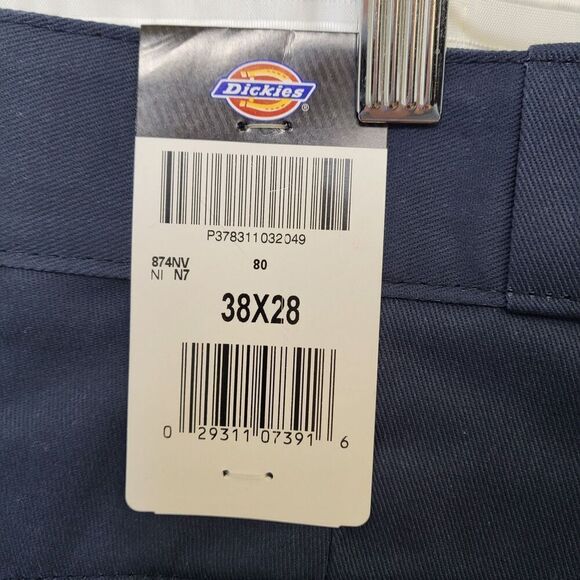 Dickies
P378311032049
874NV 80
NI N7
38X28
0 29311 07391 6